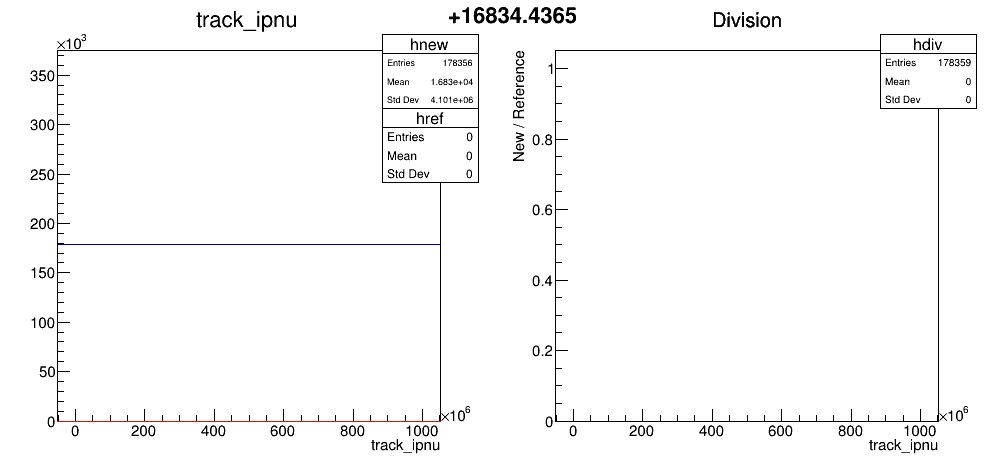 +16834.4365
track_ipnu
×10³
hnew
Entries 178356
Mean 1.683e+04
Std Dev 4.101e+06
href
Entries 0
Mean 0
Std Dev 0
350
300
250
200
150
100
50
0
0 200 400 600 800 1000
×10⁶
track_ipnu
Division
hdiv
Entries 178359
Mean 0
Std Dev 0
New / Reference
1
0.8
0.6
0.4
0.2
0
0 200 400 600 800 1000
×10⁶
track_ipnu